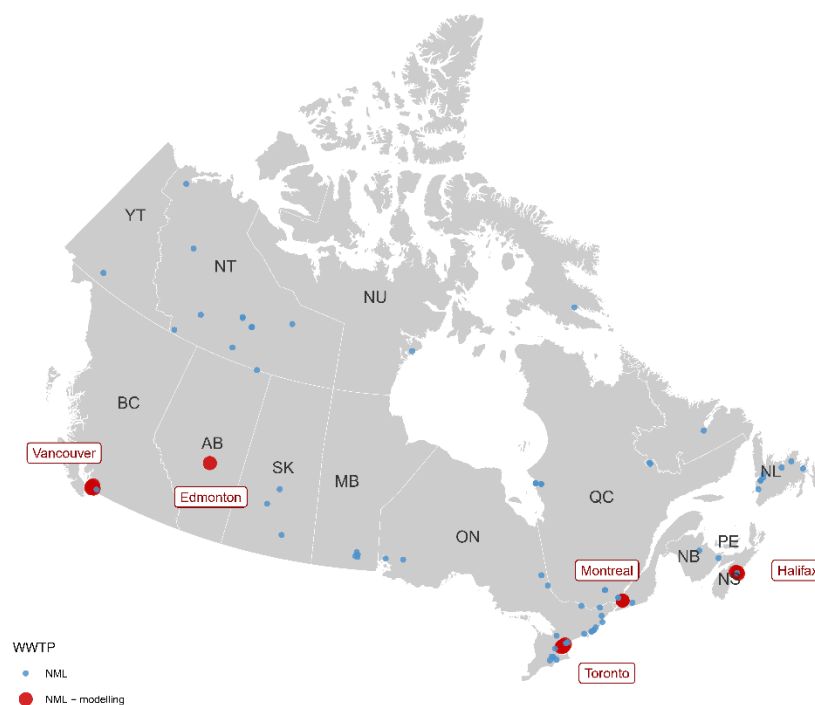 YT
NT
NU
BC
Vancouver
AB
Edmonton
SK
MB
ON
QC
NL
PE
NB
NS
Montreal
Halifax
Toronto
WWTP
NML
NML – modelling